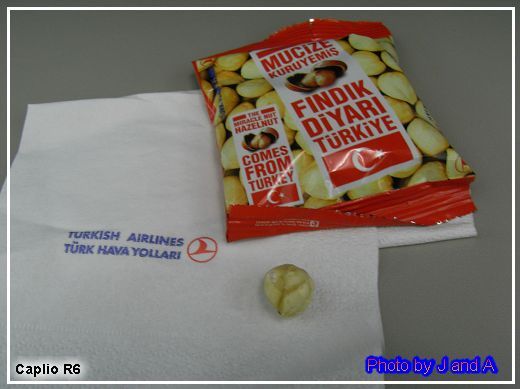 MUCİZE
KURUYEMİŞ
FINDIK
DİYARI
TÜRKİYE
THE
MIRACLE NUT
HAZELNUT
COMES
FROM
TURKEY
TURKISH AIRLINES
TÜRK HAVA YOLLARI
Caplio R6
Photo by J and A